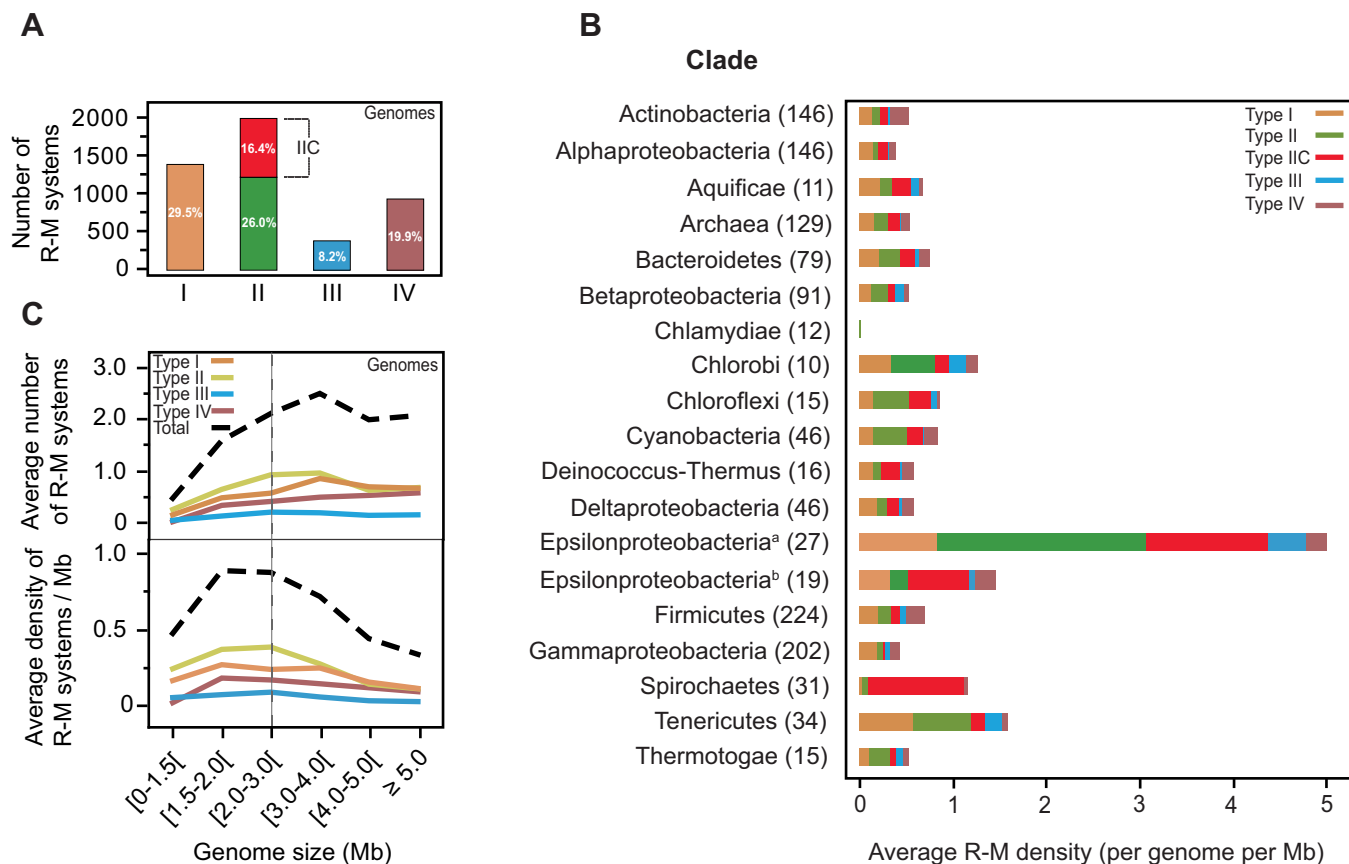 A
Number of
R-M systems
2000
1500
1000
500
0
Genomes
29.5%
16.4%
26.0%
IIC
8.2%
19.9%
I II III IV
B
Clade
Actinobacteria (146)
Alphaproteobacteria (146)
Aquificae (11)
Archaea (129)
Bacteroidetes (79)
Betaproteobacteria (91)
Chlamydiae (12)
Chlorobi (10)
Chloroflexi (15)
Cyanobacteria (46)
Deinococcus-Thermus (16)
Deltaproteobacteria (46)
Epsilonproteobacteriaᵃ (27)
Epsilonproteobacteriaᵇ (19)
Firmicutes (224)
Gammaproteobacteria (202)
Spirochaetes (31)
Tenericutes (34)
Thermotogae (15)
Type I
Type II
Type IIC
Type III
Type IV
0 1 2 3 4 5
Average R-M density (per genome per Mb)
C
Average number
of R-M systems
3.0
2.0
1.0
0
Type I
Type II
Type III
Type IV
Total
Genomes
Average density of
R-M systems / Mb
1.0
0.5
0
[0-1.5[
[1.5-2.0[
[2.0-3.0[
[3.0-4.0[
[4.0-5.0[
≥ 5.0
Genome size (Mb)